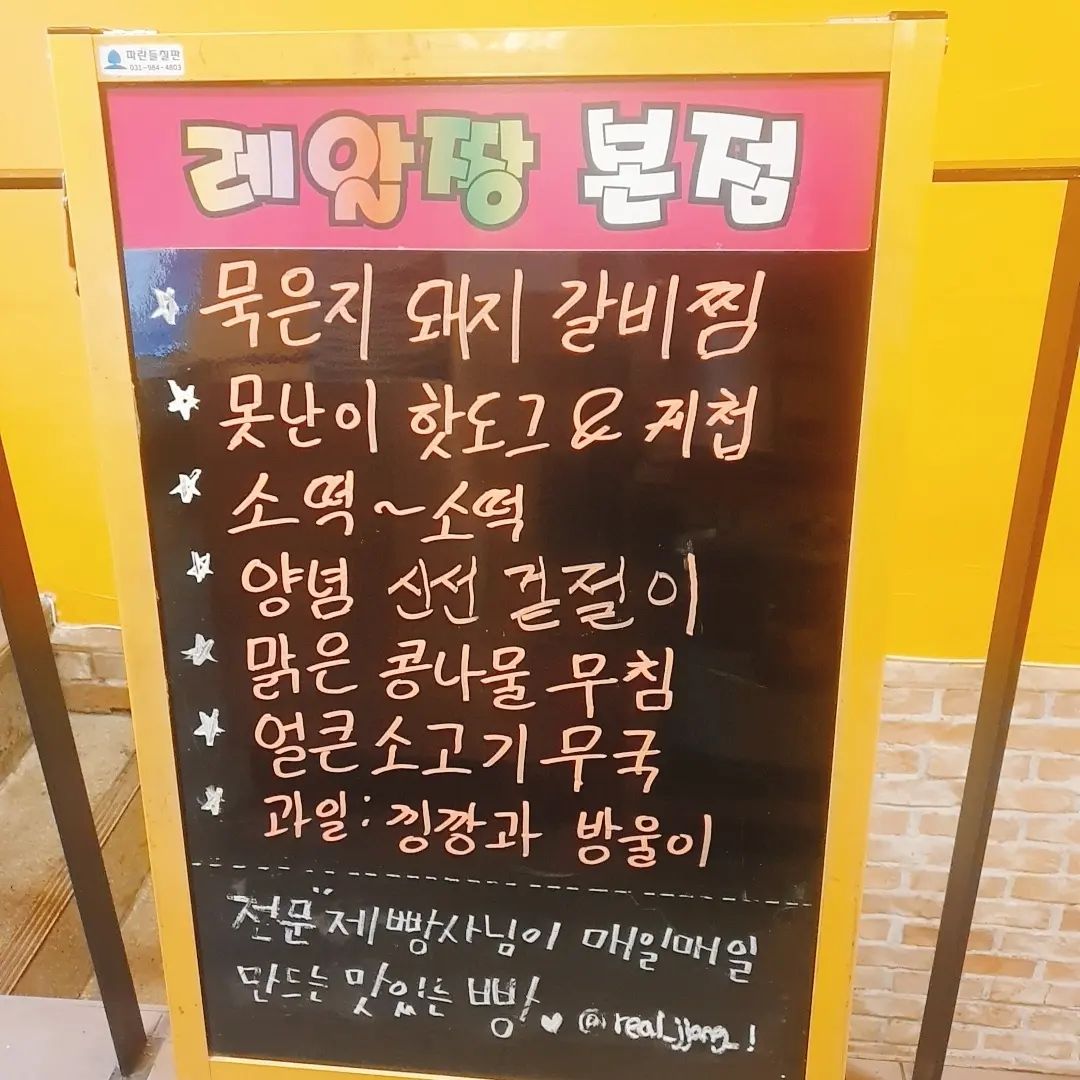 파란들칠판
031-984-4803
레알짱 본점
묵은지 돼지 갈비찜
못난이 핫도그 & 케첩
소떡~소떡
양념 신선 겉절이
맑은 콩나물 무침
얼큰 소고기 무국
과일: 낑깡과 방울이
전문"제빵사님이 매일매일
만드는 맛있는 빵 ♥ @real_jjang_!